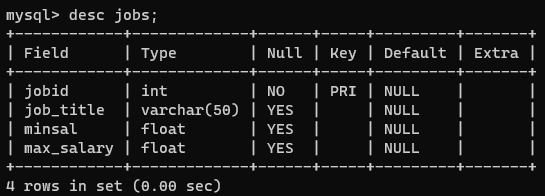 mysql> desc jobs;
+------------+-------------+------+-----+---------+-------+
| Field      | Type        | Null | Key | Default | Extra |
+------------+-------------+------+-----+---------+-------+
| jobid      | int         | NO   | PRI | NULL    |       |
| job_title  | varchar(50) | YES  |     | NULL    |       |
| minsal     | float       | YES  |     | NULL    |       |
| max_salary | float       | YES  |     | NULL    |       |
+------------+-------------+------+-----+---------+-------+
4 rows in set (0.00 sec)